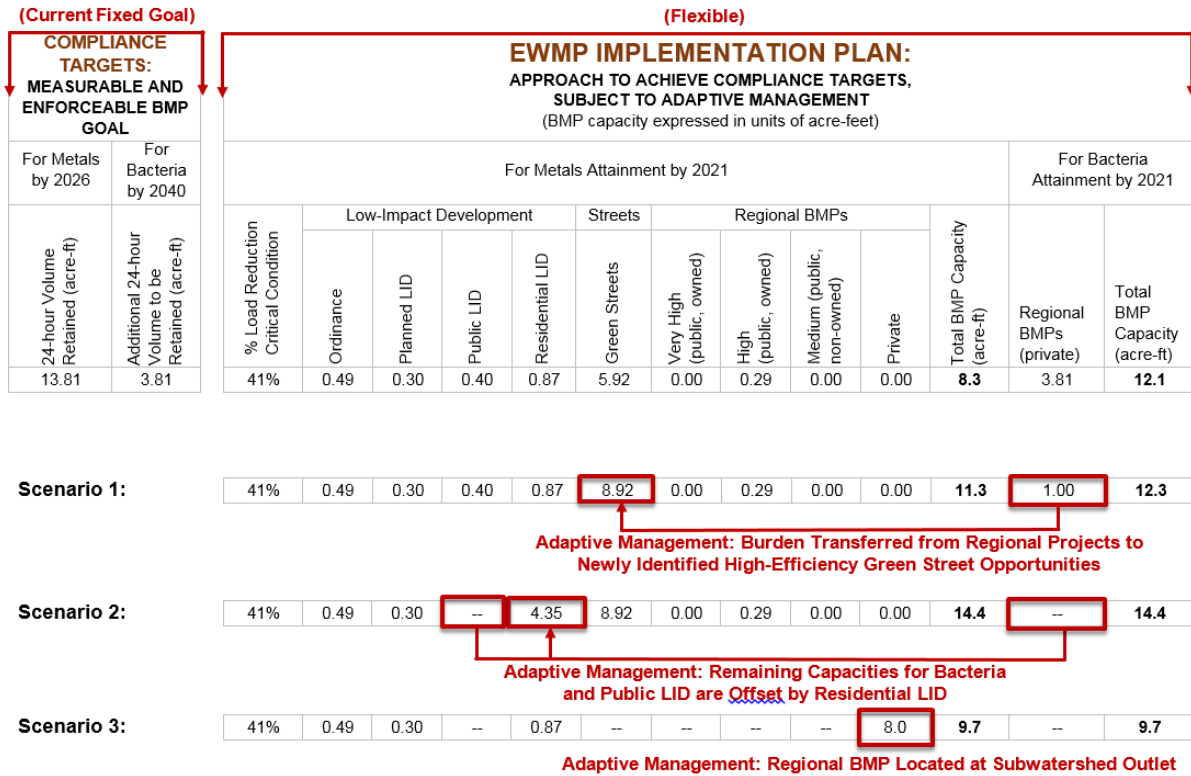 (Current Fixed Goal)
(Flexible)
COMPLIANCE
TARGETS:
MEASURABLE AND
ENFORCEABLE BMP
GOAL
EWMP IMPLEMENTATION PLAN:
APPROACH TO ACHIEVE COMPLIANCE TARGETS,
SUBJECT TO ADAPTIVE MANAGEMENT
(BMP capacity expressed in units of acre-feet)
For Metals
by 2026
For
Bacteria
by 2040
For Metals Attainment by 2021
For Bacteria
Attainment by 2021
24-hour Volume
Retained (acre-ft)
Additional 24-hour
Volume to be
Retained (acre-ft)
% Load Reduction
Critical Condition
Low-Impact Development
Streets
Regional BMPs
Ordinance
Planned LID
Public LID
Residential LID
Green Streets
Very High
(public, owned)
High
(public, owned)
Medium (public,
non-owned)
Private
Total BMP Capacity
(acre-ft)
Regional
BMPs
(private)
Total
BMP
Capacity
(acre-ft)
13.81 3.81 41% 0.49 0.30 0.40 0.87 5.92 0.00 0.29 0.00 0.00 8.3 3.81 12.1
Scenario 1: 41% 0.49 0.30 0.40 0.87 8.92 0.00 0.29 0.00 0.00 11.3 1.00 12.3
Adaptive Management: Burden Transferred from Regional Projects to
Newly Identified High-Efficiency Green Street Opportunities
Scenario 2: 41% 0.49 0.30 -- 4.35 8.92 0.00 0.29 0.00 0.00 14.4 -- 14.4
Adaptive Management: Remaining Capacities for Bacteria
and Public LID are Offset by Residential LID
Scenario 3: 41% 0.49 0.30 -- 0.87 -- -- -- -- 8.0 9.7 -- 9.7
Adaptive Management: Regional BMP Located at Subwatershed Outlet